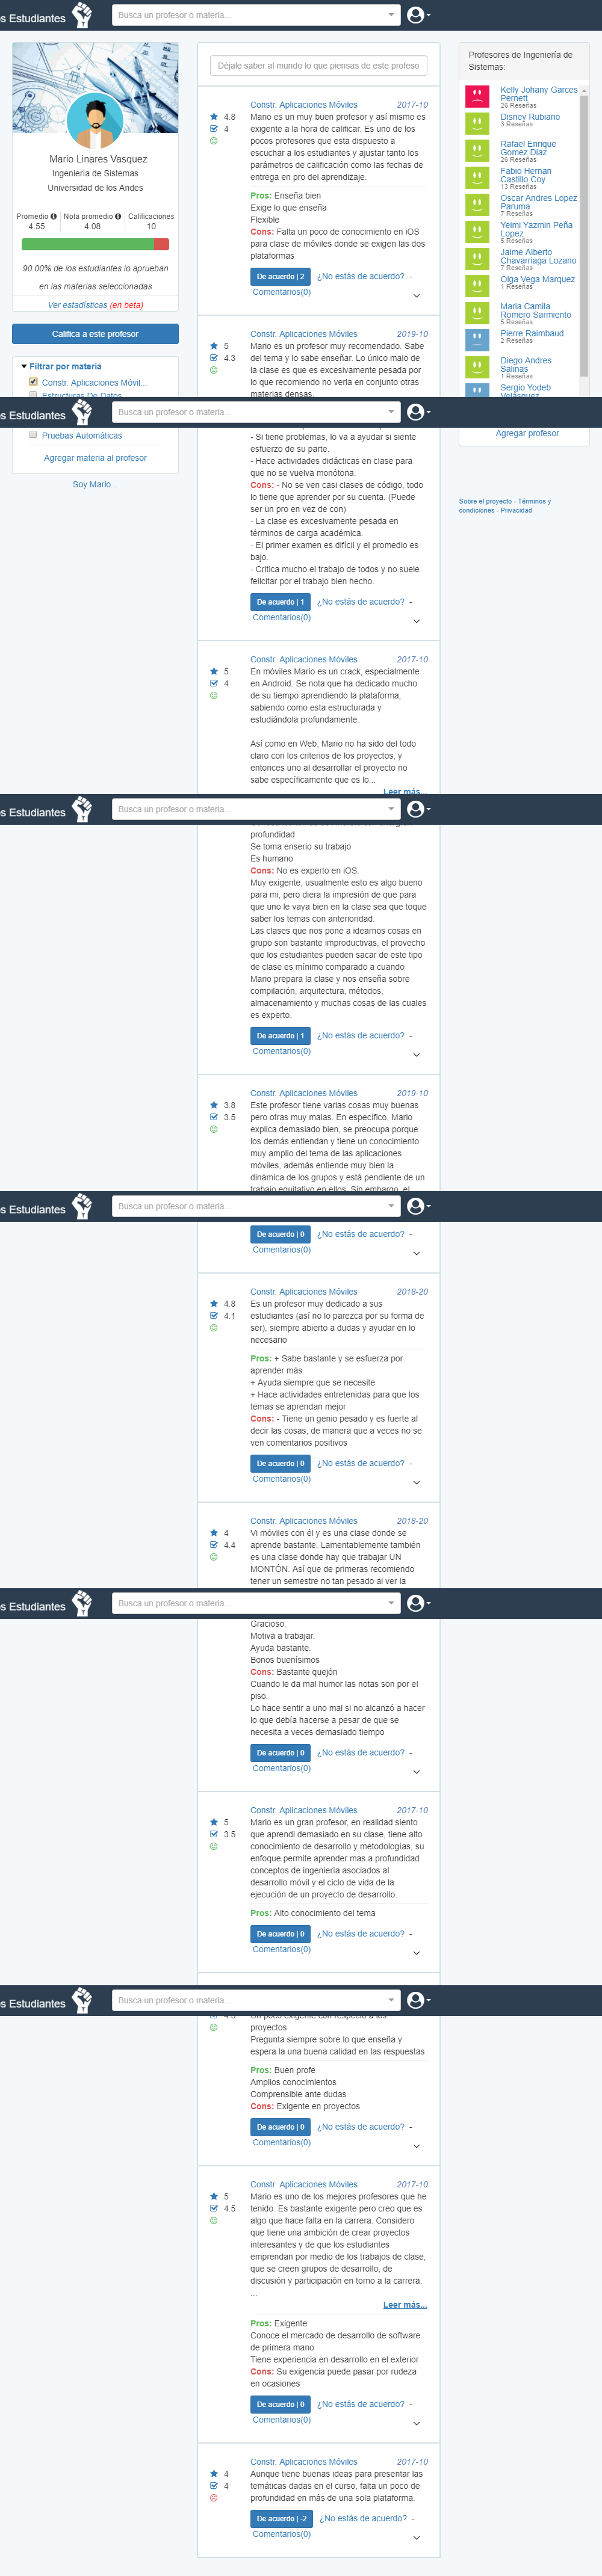 os Estudiantes
Busca un profesor o materia...
Mario Linares Vasquez
Ingeniería de Sistemas
Universidad de los Andes
Promedio Nota promedio Calificaciones
4.55 4.08 10
90.00% de los estudiantes lo aprueban
en las materias seleccionadas
Ver estadísticas (en beta)
Califica a este profesor
Filtrar por materia
Constr. Aplicaciones Móvil...
Estructuras De Datos
Déjale saber al mundo lo que piensas de este profeso
Constr. Aplicaciones Móviles 2017-10
4.8
4
Mario es un muy buen profesor y así mismo es
exigente a la hora de calificar. Es uno de los
pocos profesores que esta dispuesto a
escuchar a los estudiantes y ajustar tanto los
parámetros de calificación como las fechas de
entrega en pro del aprendizaje.
Pros: Enseña bien
Exige lo que enseña
Flexible
Cons: Falta un poco de conocimiento en iOS
para clase de móviles donde se exigen las dos
plataformas
De acuerdo | 2 ¿No estás de acuerdo? -
Comentarios(0)
Constr. Aplicaciones Móviles 2019-10
5
4.3
Mario es un profesor muy recomendado. Sabe
del tema y lo sabe enseñar. Lo único malo de
la clase es que es excesivamente pesada por
lo que recomiendo no verla en conjunto otras
materias densas.
Profesores de Ingeniería de
Sistemas:
Kelly Johany Garces
Pernett
26 Reseñas
Disney Rubiano
3 Reseñas
Rafael Enrique
Gomez Diaz
26 Reseñas
Fabio Hernan
Castillo Coy
13 Reseñas
Oscar Andres Lopez
Paruma
7 Reseñas
Yeimi Yazmin Peña
Lopez
5 Reseñas
Jaime Alberto
Chavarriaga Lozano
7 Reseñas
Olga Vega Marquez
1 Reseñas
Maria Camila
Romero Sarmiento
5 Reseñas
Pierre Raimbaud
2 Reseñas
Diego Andres
Salinas
1 Reseñas
Sergio Yodeb
Velásquez
os Estudiantes
Busca un profesor o materia...
Pruebas Automáticas
Agregar materia al profesor
Soy Mario...
- Si tiene problemas, lo va a ayudar si siente
esfuerzo de su parte.
- Hace actividades didácticas en clase para
que no se vuelva monótona.
Cons: - No se ven casi clases de código, todo
lo tiene que aprender por su cuenta. (Puede
ser un pro en vez de con)
- La clase es excesivamente pesada en
términos de carga académica.
- El primer examen es difícil y el promedio es
bajo.
- Critica mucho el trabajo de todos y no suele
felicitar por el trabajo bien hecho.
De acuerdo | 1 ¿No estás de acuerdo? -
Comentarios(0)
Agregar profesor
Sobre el proyecto - Términos y
condiciones - Privacidad
Constr. Aplicaciones Móviles 2017-10
5
4
En móviles Mario es un crack, especialmente
en Android. Se nota que ha dedicado mucho
de su tiempo aprendiendo la plataforma,
sabiendo como esta estructurada y
estudiándola profundamente.
Así como en Web, Mario no ha sido del todo
claro con los criterios de los proyectos, y
entonces uno al desarrollar el proyecto no
sabe específicamente que es lo...
Leer más...
os Estudiantes
Busca un profesor o materia...
profundidad
Se toma enserio su trabajo
Es humano
Cons: No es experto en iOS.
Muy exigente, usualmente esto es algo bueno
para mi, pero diera la impresión de que para
que uno le vaya bien en la clase sea que toque
saber los temas con anterioridad.
Las clases que nos pone a idearnos cosas en
grupo son bastante improductivas, el provecho
que los estudiantes pueden sacar de este tipo
de clase es mínimo comparado a cuando
Mario prepara la clase y nos enseña sobre
compilación, arquitectura, métodos,
almacenamiento y muchas cosas de las cuales
es experto.
De acuerdo | 1 ¿No estás de acuerdo? -
Comentarios(0)
Constr. Aplicaciones Móviles 2019-10
3.8
3.5
Este profesor tiene varias cosas muy buenas
pero otras muy malas. En específico, Mario
explica demasiado bien, se preocupa porque
los demás entiendan y tiene un conocimiento
muy amplio del tema de las aplicaciones
móviles, además entiende muy bien la
dinámica de los grupos y está pendiente de un
trabajo equitativo en ellos. Sin embargo, el
os Estudiantes
Busca un profesor o materia...
De acuerdo | 0 ¿No estás de acuerdo? -
Comentarios(0)
Constr. Aplicaciones Móviles 2018-20
4.8
4.1
Es un profesor muy dedicado a sus
estudiantes (así no lo parezca por su forma de
ser), siempre abierto a dudas y ayudar en lo
necesario
Pros: + Sabe bastante y se esfuerza por
aprender más
+ Ayuda siempre que se necesite
+ Hace actividades entretenidas para que los
temas se aprendan mejor
Cons: - Tiene un genio pesado y es fuerte al
decir las cosas, de manera que a veces no se
ven comentarios positivos
De acuerdo | 0 ¿No estás de acuerdo? -
Comentarios(0)
Constr. Aplicaciones Móviles 2018-20
4
4.4
Vi móviles con él y es una clase donde se
aprende bastante. Lamentablemente también
es una clase donde hay que trabajar UN
MONTÓN. Así que de primeras recomiendo
tener un semestre no tan pesado al ver la
os Estudiantes
Busca un profesor o materia...
Gracioso.
Motiva a trabajar.
Ayuda bastante.
Bonos buenísimos
Cons: Bastante quejón
Cuando le da mal humor las notas son por el
piso.
Lo hace sentir a uno mal si no alcanzó a hacer
lo que debía hacerse a pesar de que se
necesita a veces demasiado tiempo
De acuerdo | 0 ¿No estás de acuerdo? -
Comentarios(0)
Constr. Aplicaciones Móviles 2017-10
5
3.5
Mario es un gran profesor, en realidad siento
que aprendi demasiado en su clase, tiene alto
conocimiento de desarrollo y metodologías, su
enfoque permite aprender mas a profundidad
conceptos de ingeniería asociados al
desarrollo móvil y el ciclo de vida de la
ejecución de un proyecto de desarrollo.
Pros: Alto conocimiento del tema
De acuerdo | 0 ¿No estás de acuerdo? -
Comentarios(0)
os Estudiantes
Busca un profesor o materia...
Un poco exigente con respecto a los
proyectos.
Pregunta siempre sobre lo que enseña y
espera la una buena calidad en las respuestas
Pros: Buen profe
Amplios conocimientos
Comprensible ante dudas
Cons: Exigente en proyectos
De acuerdo | 0 ¿No estás de acuerdo? -
Comentarios(0)
Constr. Aplicaciones Móviles 2017-10
5
4.5
Mario es uno de los mejores profesores que he
tenido. Es bastante exigente pero creo que es
algo que hace falta en la carrera. Considero
que tiene una ambición de crear proyectos
interesantes y de que los estudiantes
emprendan por medio de los trabajos de clase,
que se creen grupos de desarrollo, de
discusión y participación en torno a la carrera.
...
Leer más...
Pros: Exigente
Conoce el mercado de desarrollo de software
de primera mano
Tiene experiencia en desarrollo en el exterior
Cons: Su exigencia puede pasar por rudeza
en ocasiones
De acuerdo | 0 ¿No estás de acuerdo? -
Comentarios(0)
Constr. Aplicaciones Móviles 2017-10
4
4
Aunque tiene buenas ideas para presentar las
temáticas dadas en el curso, falta un poco de
profundidad en más de una sola plataforma.
De acuerdo | -2 ¿No estás de acuerdo? -
Comentarios(0)